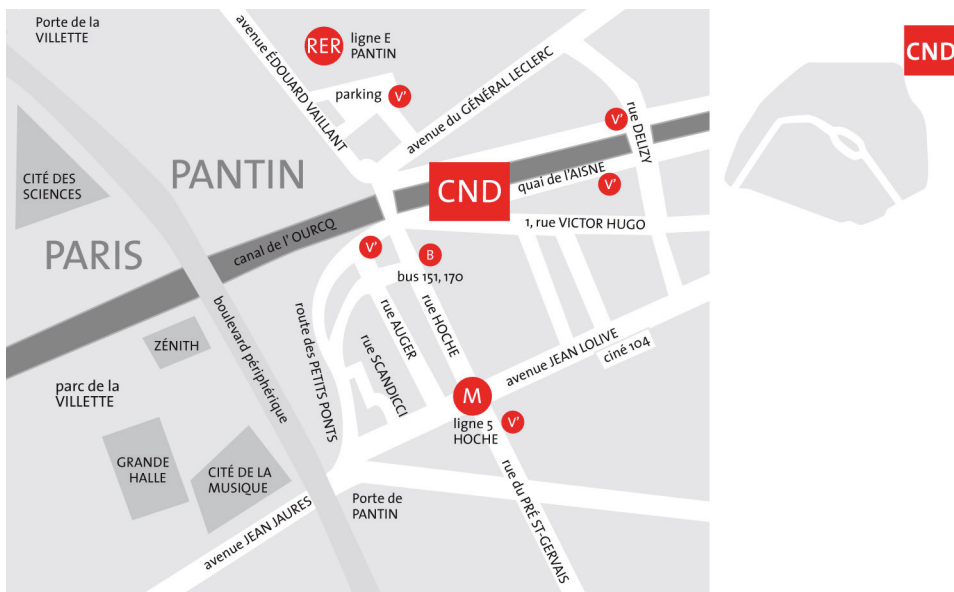 Porte de la
VILLETTE
avenue ÉDOUARD VAILLANT
RER
ligne E
PANTIN
parking
V'
avenue du GÉNÉRAL LECLERC
V'
rue DELIZY
CND
CITÉ DES
SCIENCES
PANTIN
CND
quai de l'AISNE
V'
1, rue VICTOR HUGO
PARIS
canal de l'OURCQ
V'
B
bus 151, 170
boulevard périphérique
route des PETITS PONTS
rue AUGER
rue HOCHE
rue SCANDICCI
avenue JEAN LOLIVE
ciné 104
ZÉNITH
parc de la
VILLETTE
M
ligne 5
HOCHE
V'
GRANDE
HALLE
CITÉ DE LA
MUSIQUE
Porte de
PANTIN
avenue JEAN JAURES
rue du PRÉ ST-GERVAIS